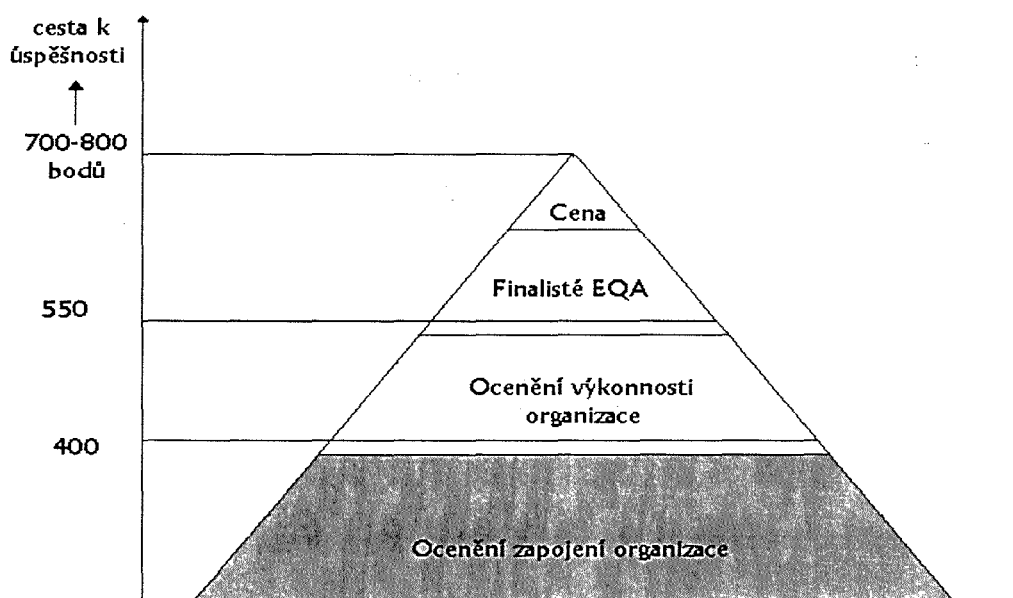 cesta k
úspěšnosti
700-800
bodů
Cena
Finalisté EQA
550
Ocenění výkonnosti
organizace
400
Ocenění zapojení organizace